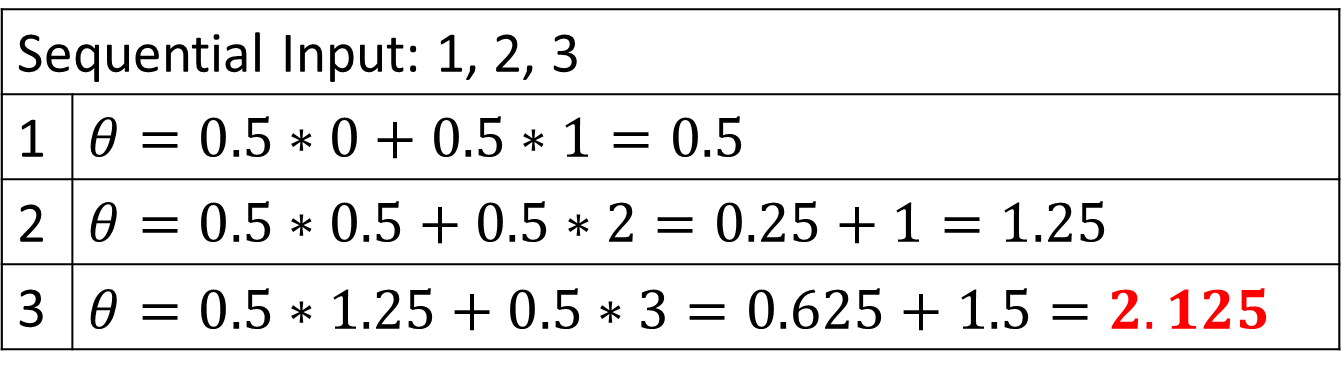 Sequential Input: 1, 2, 3
1 θ = 0.5 ∗ 0 + 0.5 ∗ 1 = 0.5
2 θ = 0.5 ∗ 0.5 + 0.5 ∗ 2 = 0.25 + 1 = 1.25
3 θ = 0.5 ∗ 1.25 + 0.5 ∗ 3 = 0.625 + 1.5 = 2.125